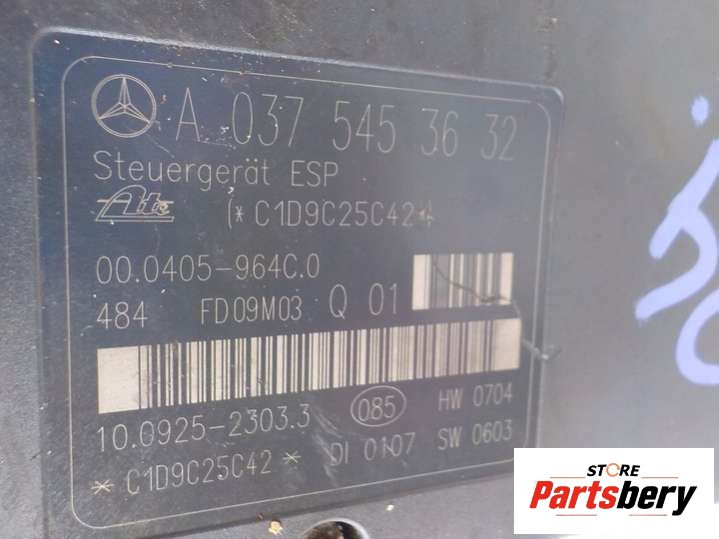 A 037 545 36 32
Steuergerät ESP
Ate (* C1D9C25C42 *)
00.0405-964C.0
484 FD09M03 Q 01
10.0925-2303.3 085 HW 0704
* C1D9C25C42 * DI 0107 SW 0603
STORE
Partsbery